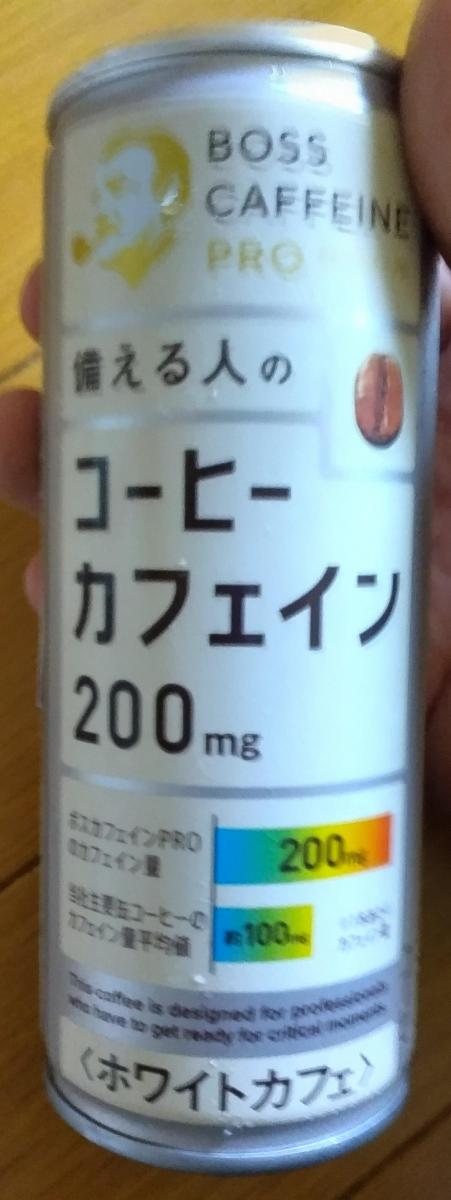 BOSS
CAFFEINE
PRO
備える人の
コーヒー
カフェイン
200mg
ボスカフェインPRO
のカフェイン量
200mg
当社主要缶コーヒーの
カフェイン量平均値
約100mg
This coffee is designed for professionals
who have to get ready for critical moments.
〈ホワイトカフェ〉